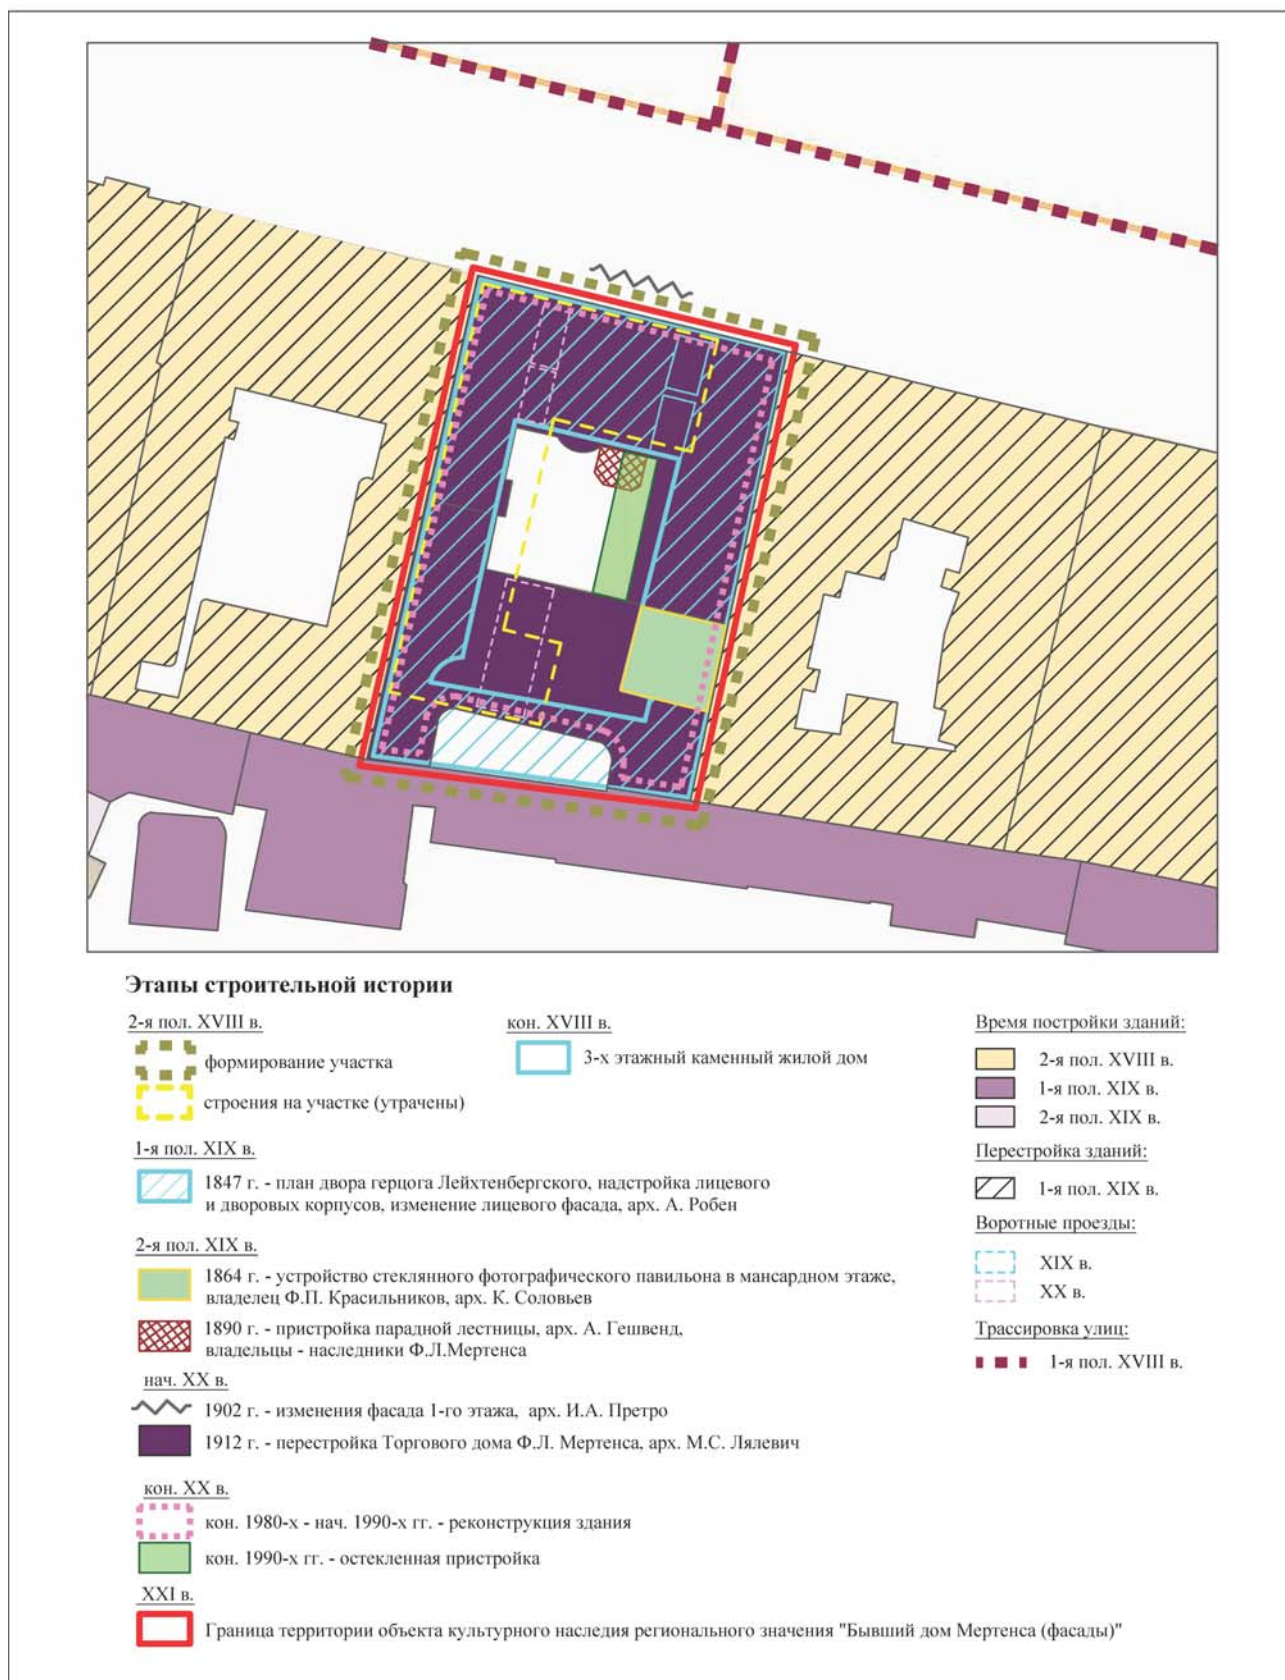 Этапы строительной истории
2-я пол. XVIII в.
формирование участка
строения на участке (утрачены)
кон. XVIII в.
3-х этажный каменный жилой дом
1-я пол. XIX в.
1847 г. - план двора герцога Лейхтенбергского, надстройка лицевого
и дворовых корпусов, изменение лицевого фасада, арх. А. Робен
2-я пол. XIX в.
1864 г. - устройство стеклянного фотографического павильона в мансардном этаже,
владелец Ф.П. Красильников, арх. К. Соловьев
1890 г. - пристройка парадной лестницы, арх. А. Гешвенд,
владельцы - наследники Ф.Л.Мертенса
нач. XX в.
1902 г. - изменения фасада 1-го этажа, арх. И.А. Претро
1912 г. - перестройка Торгового дома Ф.Л. Мертенса, арх. М.С. Лялевич
кон. XX в.
кон. 1980-х - нач. 1990-х гг. - реконструкция здания
кон. 1990-х гг. - остекленная пристройка
XXI в.
Граница территории объекта культурного наследия регионального значения "Бывший дом Мертенса (фасады)"
Время постройки зданий:
2-я пол. XVIII в.
1-я пол. XIX в.
2-я пол. XIX в.
Перестройка зданий:
1-я пол. XIX в.
Воротные проезды:
XIX в.
XX в.
Трассировка улиц:
1-я пол. XVIII в.